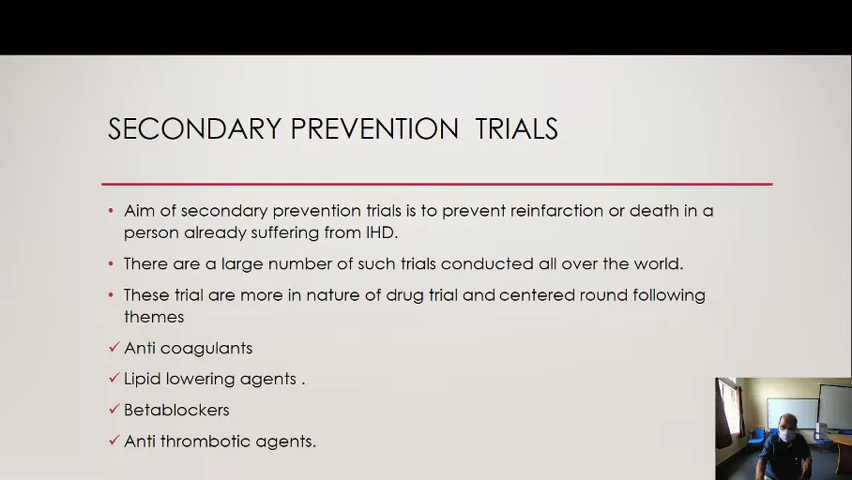 SECONDARY PREVENTION TRIALS
• Aim of secondary prevention trials is to prevent reinfarction or death in a
person already suffering from IHD.
• There are a large number of such trials conducted all over the world.
• These trial are more in nature of drug trial and centered round following
themes
✓ Anti coagulants
✓ Lipid lowering agents .
✓ Betablockers
✓ Anti thrombotic agents.